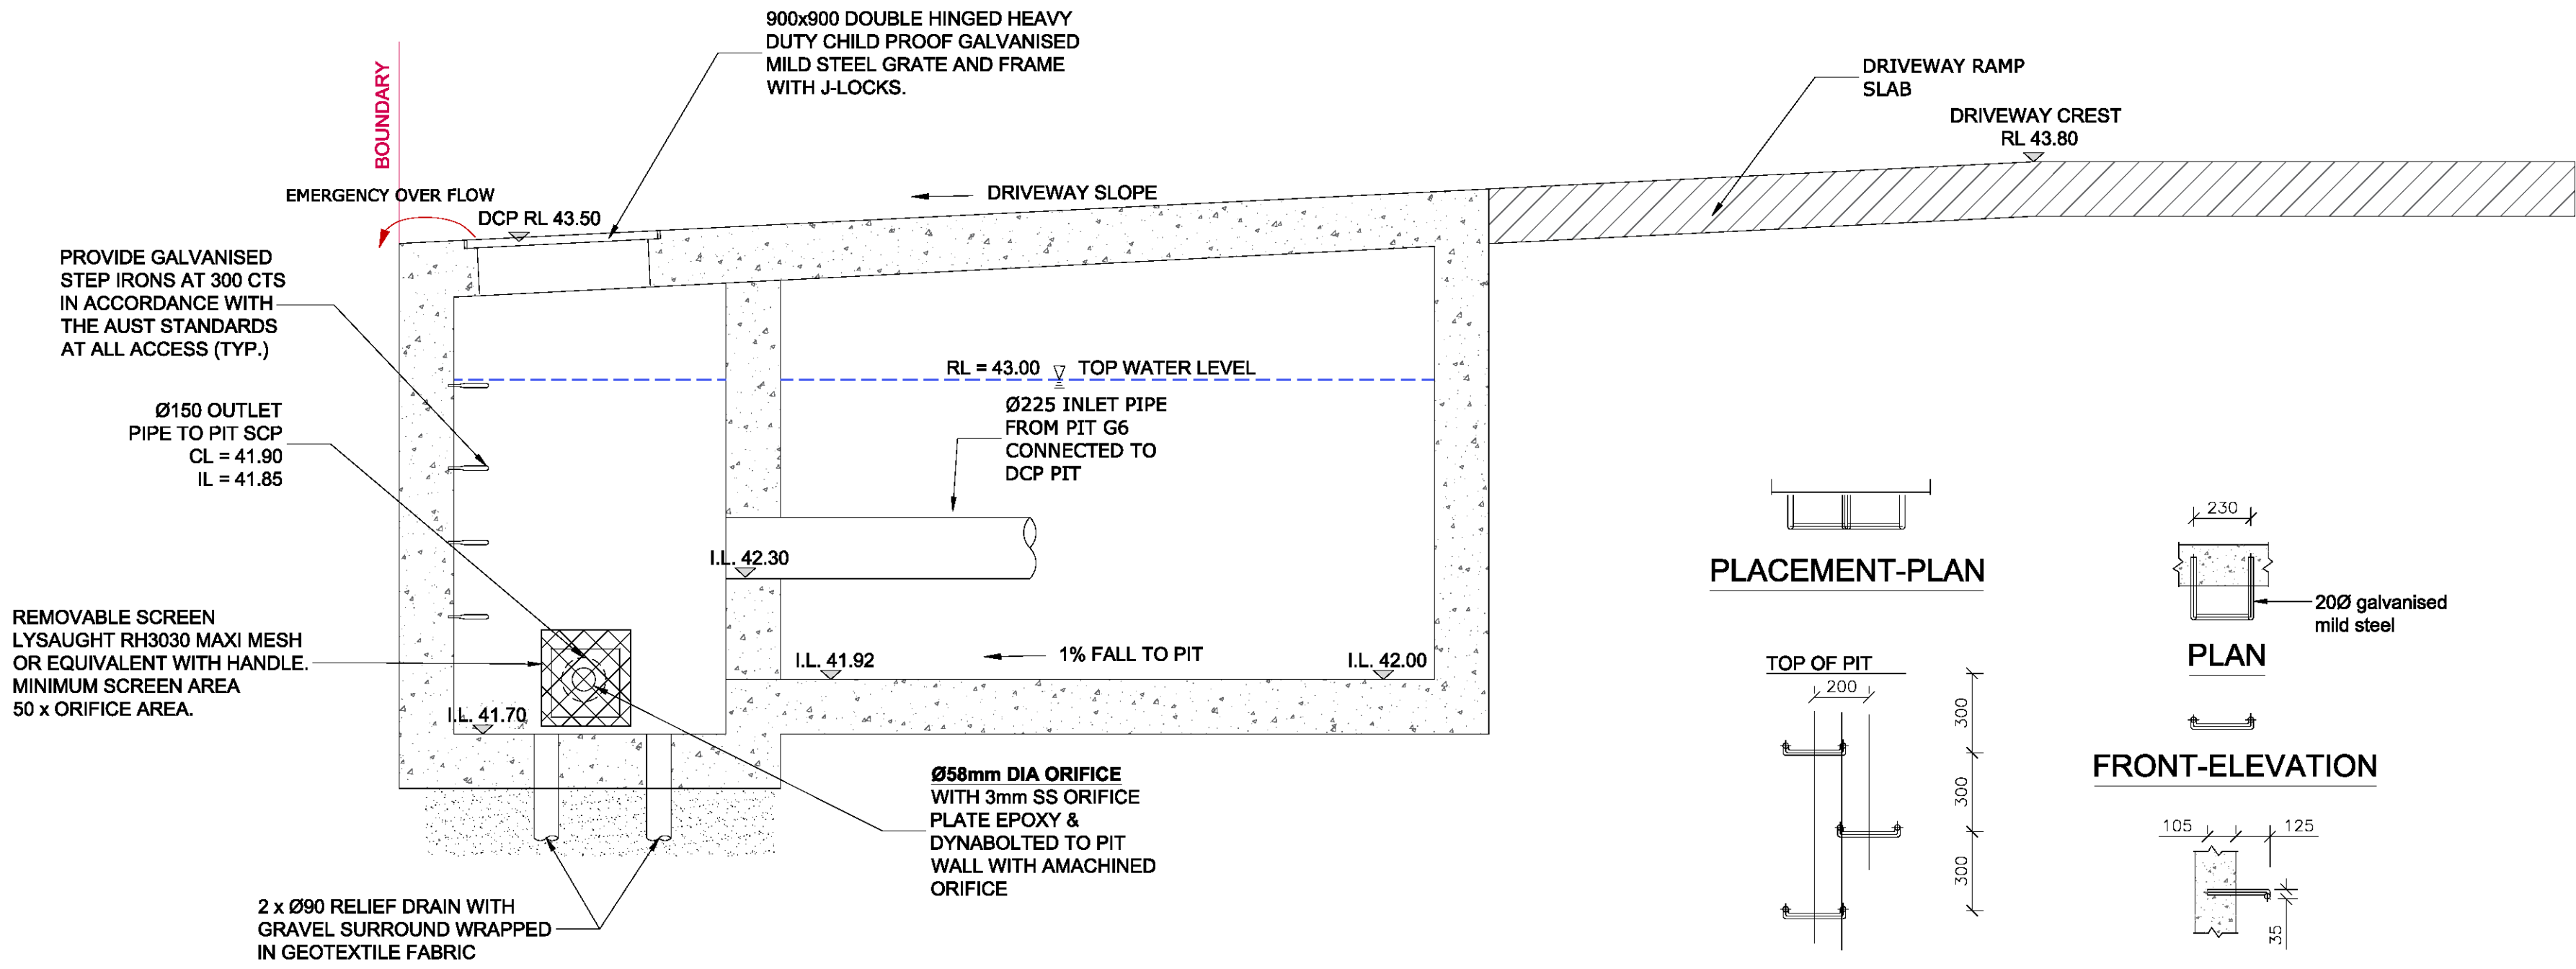 900x900 DOUBLE HINGED HEAVY
DUTY CHILD PROOF GALVANISED
MILD STEEL GRATE AND FRAME
WITH J-LOCKS.
DRIVEWAY RAMP
SLAB
DRIVEWAY CREST
RL 43.80
BOUNDARY
EMERGENCY OVER FLOW
DCP RL 43.50
DRIVEWAY SLOPE
PROVIDE GALVANISED
STEP IRONS AT 300 CTS
IN ACCORDANCE WITH
THE AUST STANDARDS
AT ALL ACCESS (TYP.)
RL = 43.00
TOP WATER LEVEL
Ø150 OUTLET
PIPE TO PIT SCP
CL = 41.90
IL = 41.85
Ø225 INLET PIPE
FROM PIT G6
CONNECTED TO
DCP PIT
I.L. 42.30
REMOVABLE SCREEN
LYSAUGHT RH3030 MAXI MESH
OR EQUIVALENT WITH HANDLE.
MINIMUM SCREEN AREA
50 x ORIFICE AREA.
I.L. 41.70
I.L. 41.92
1% FALL TO PIT
I.L. 42.00
Ø58mm DIA ORIFICE
WITH 3mm SS ORIFICE
PLATE EPOXY &
DYNABOLTED TO PIT
WALL WITH AMACHINED
ORIFICE
2 x Ø90 RELIEF DRAIN WITH
GRAVEL SURROUND WRAPPED
IN GEOTEXTILE FABRIC
PLACEMENT-PLAN
TOP OF PIT
200
300
300
300
230
20Ø galvanised
mild steel
PLAN
FRONT-ELEVATION
105
125
35